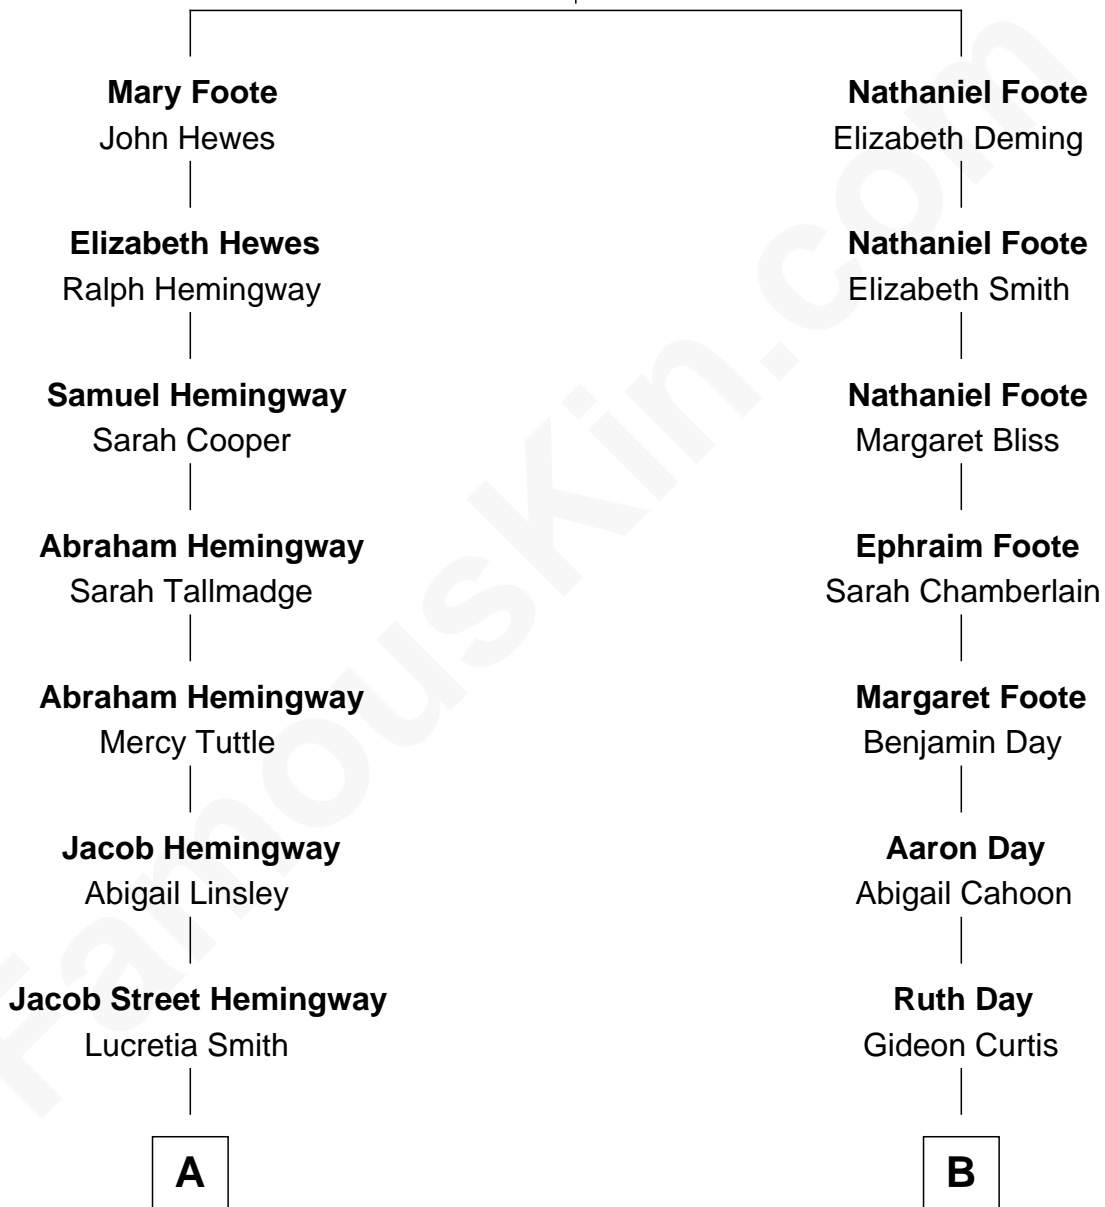 Mary Foote
John Hewes
Elizabeth Hewes
Ralph Hemingway
Samuel Hemingway
Sarah Cooper
Abraham Hemingway
Sarah Tallmadge
Abraham Hemingway
Mercy Tuttle
Jacob Hemingway
Abigail Linsley
Jacob Street Hemingway
Lucretia Smith
A
Nathaniel Foote
Elizabeth Deming
Nathaniel Foote
Elizabeth Smith
Nathaniel Foote
Margaret Bliss
Ephraim Foote
Sarah Chamberlain
Margaret Foote
Benjamin Day
Aaron Day
Abigail Cahoon
Ruth Day
Gideon Curtis
B
FamousKin.com